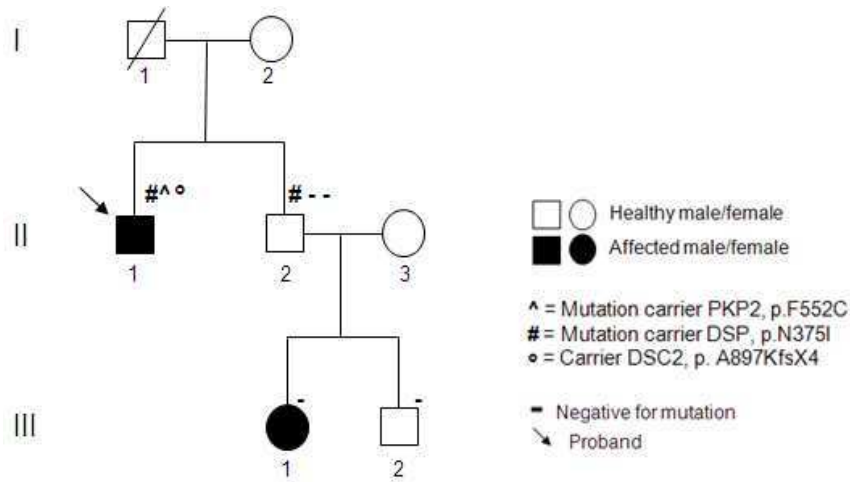 I
1 2
#^°
# - -
II
1 2 3
- -
III
1 2
Healthy male/female
Affected male/female
^ = Mutation carrier PKP2, p.F552C
# = Mutation carrier DSP, p.N375I
° = Carrier DSC2, p. A897KfsX4
- Negative for mutation
Proband